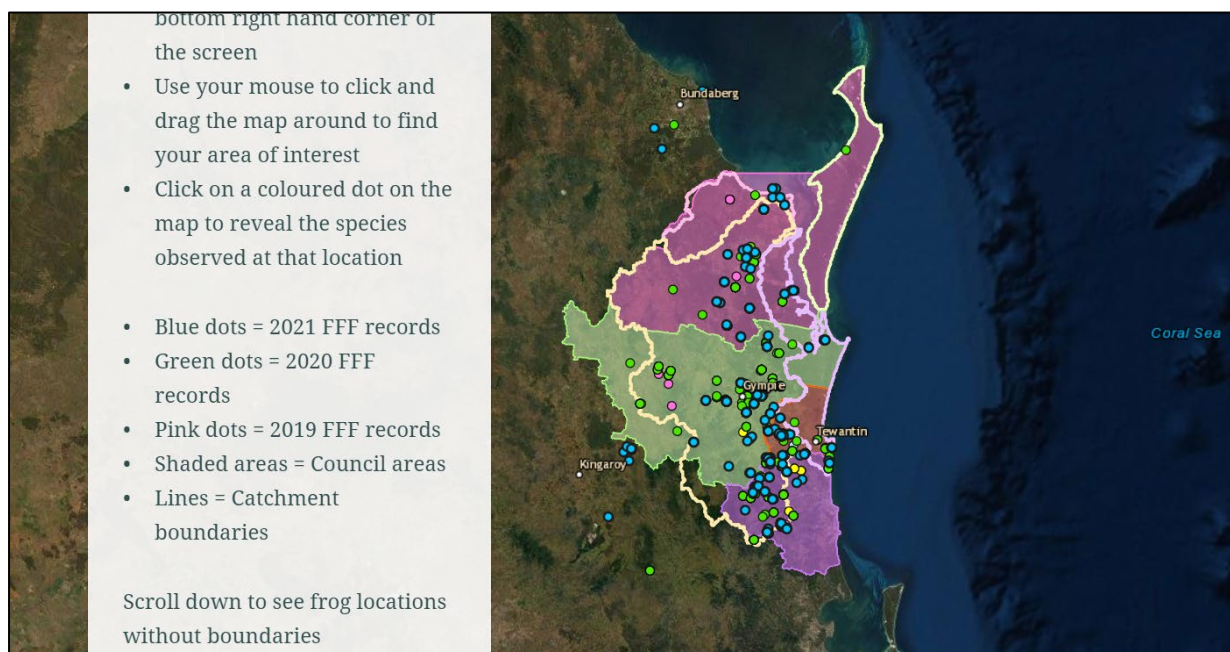 bottom right hand corner of
the screen
• Use your mouse to click and
drag the map around to find
your area of interest
• Click on a coloured dot on the
map to reveal the species
observed at that location
• Blue dots = 2021 FFF records
• Green dots = 2020 FFF
records
• Pink dots = 2019 FFF records
• Shaded areas = Council areas
• Lines = Catchment
boundaries
Scroll down to see frog locations
without boundaries
Bundaberg
Coral Sea
Gympie
Tewantin
Kingaroy